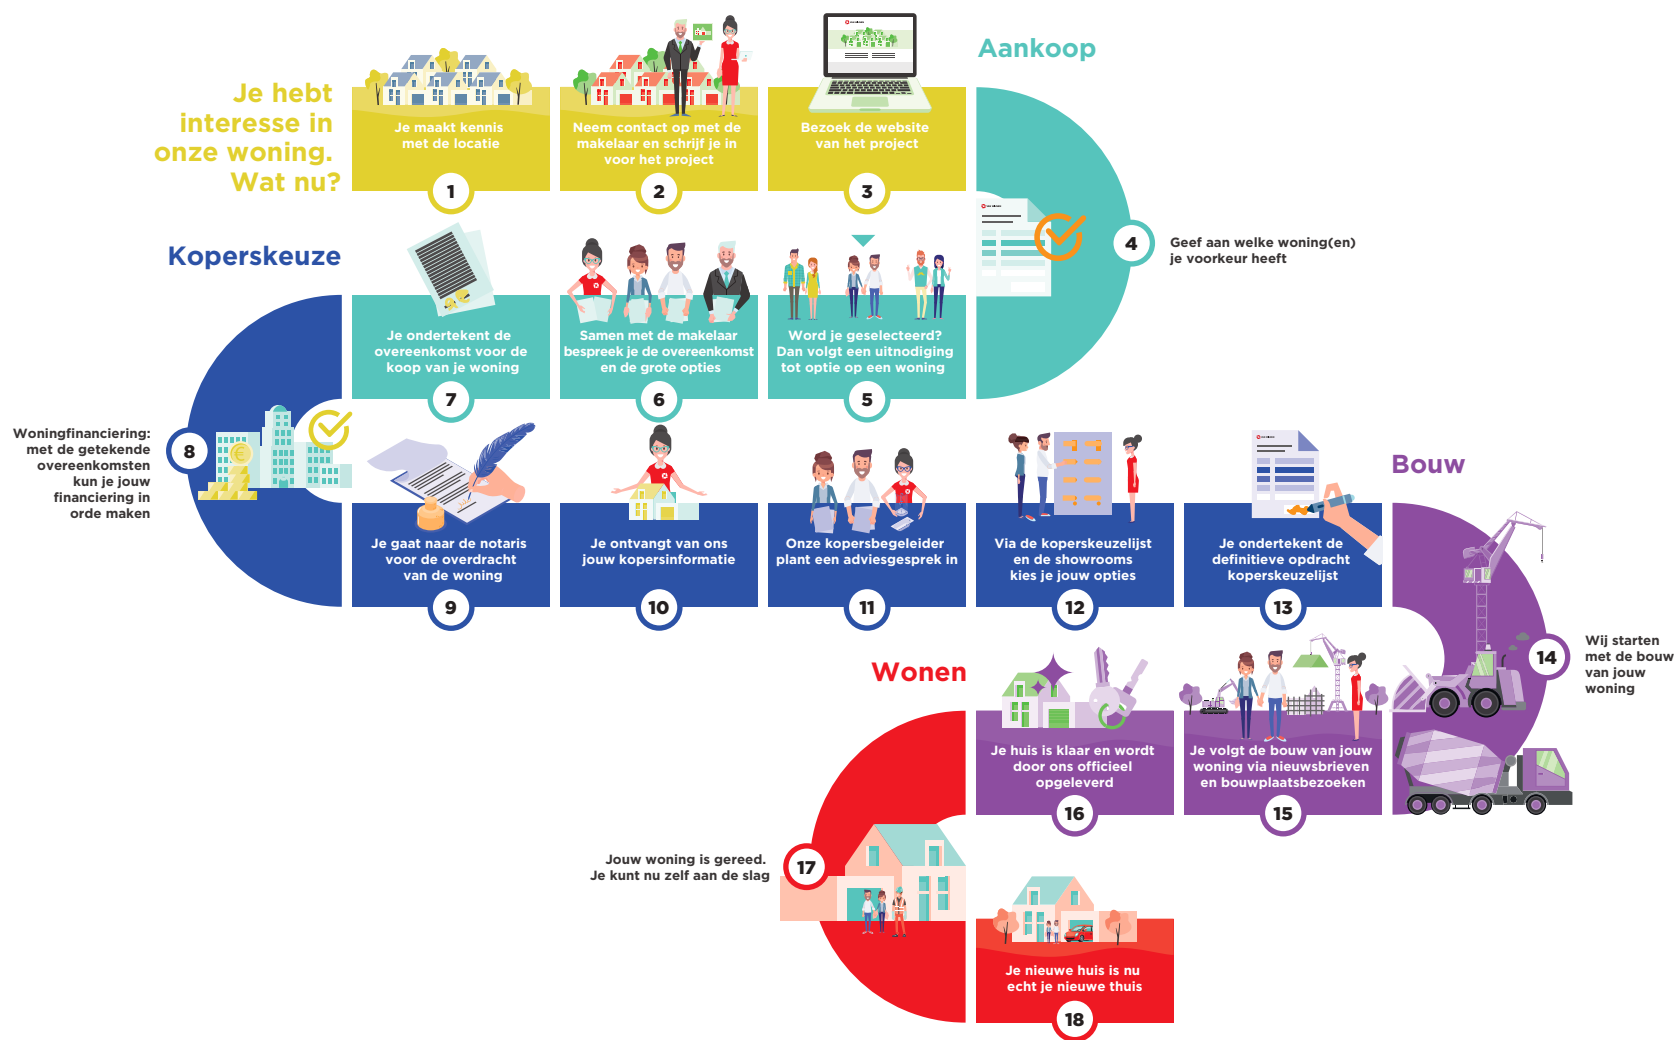 Je hebt
interesse in
onze woning.
Wat nu?
Je maakt kennis
met de locatie
1
Neem contact op met de
makelaar en schrijf je in
voor het project
2
Bezoek de website
van het project
3
Aankoop
4
Geef aan welke woning(en)
je voorkeur heeft
Word je geselecteerd?
Dan volgt een uitnodiging
tot optie op een woning
5
Samen met de makelaar
bespreek je de overeenkomst
en de grote opties
6
Je ondertekent de
overeenkomst voor de
koop van je woning
7
Koperskeuze
Woningfinanciering:
met de getekende
overeenkomsten
kun je jouw
financiering in
orde maken
8
Je gaat naar de notaris
voor de overdracht
van de woning
9
Je ontvangt van ons
jouw kopersinformatie
10
Onze kopersbegeleider
plant een adviesgesprek in
11
Via de koperskeuzelijst
en de showrooms
kies je jouw opties
12
Je ondertekent de
definitieve opdracht
koperskeuzelijst
13
Bouw
14
Wij starten
met de bouw
van jouw
woning
Je volgt de bouw van jouw
woning via nieuwsbrieven
en bouwplaatsbezoeken
15
Je huis is klaar en wordt
door ons officieel
opgeleverd
16
Wonen
Jouw woning is gereed.
Je kunt nu zelf aan de slag
17
Je nieuwe huis is nu
echt je nieuwe thuis
18